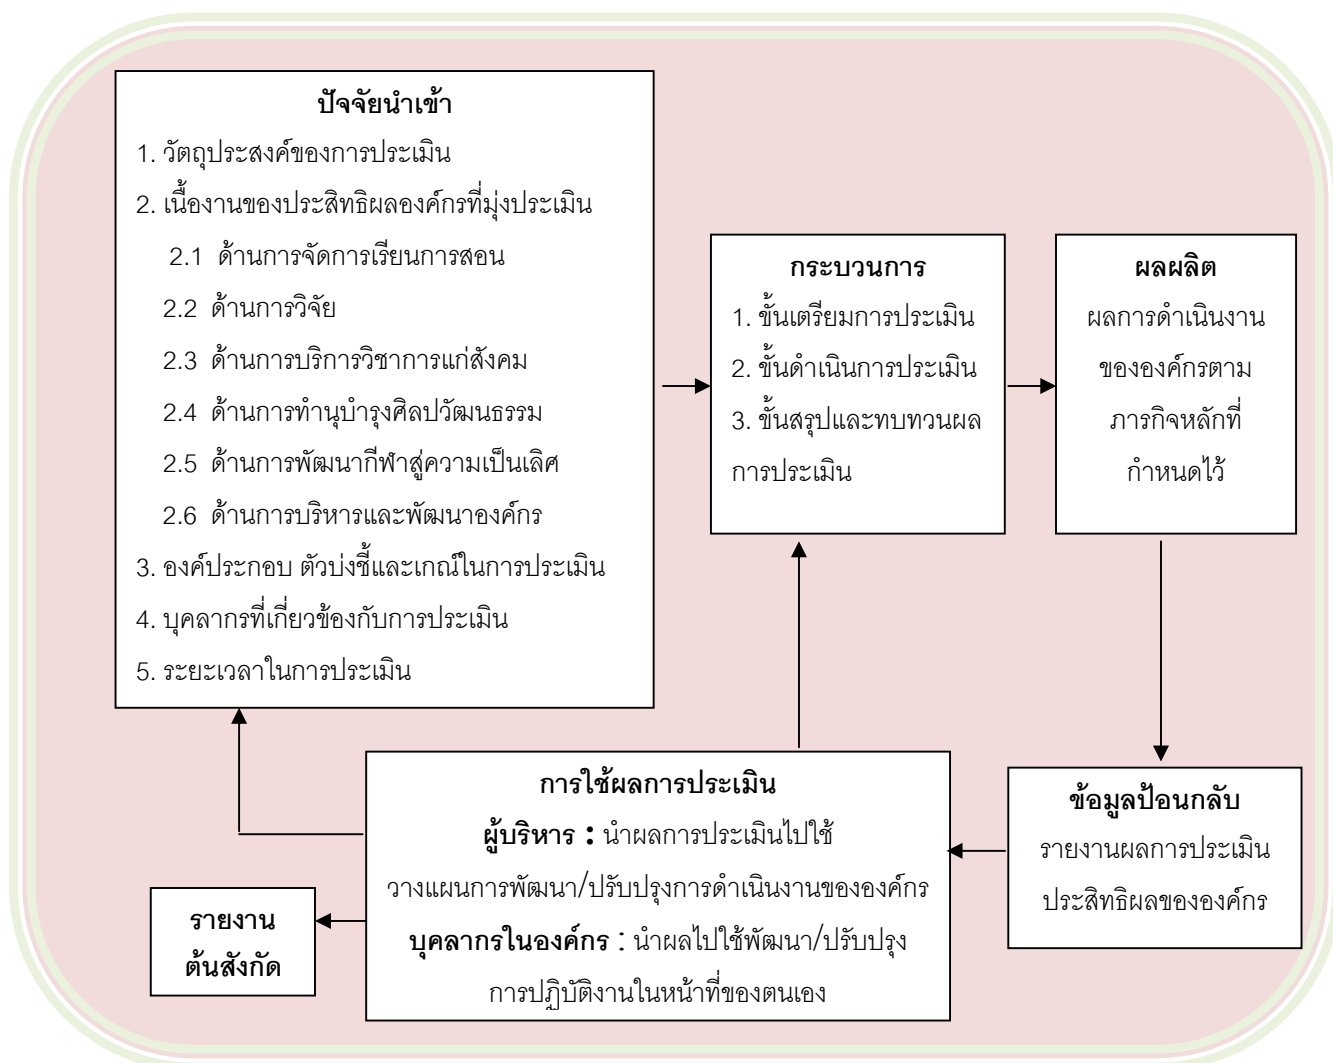 ปัจจัยนำเข้า
1. วัตถุประสงค์ของการประเมิน
2. เนื้องานของประสิทธิผลองค์กรที่มุ่งประเมิน
2.1 ด้านการจัดการเรียนการสอน
2.2 ด้านการวิจัย
2.3 ด้านการบริการวิชาการแก่สังคม
2.4 ด้านการทำนุบำรุงศิลปวัฒนธรรม
2.5 ด้านการพัฒนากีฬาสู่ความเป็นเลิศ
2.6 ด้านการบริหารและพัฒนาองค์กร
3. องค์ประกอบ ตัวบ่งชี้และเกณ์ในการประเมิน
4. บุคลากรที่เกี่ยวข้องกับการประเมิน
5. ระยะเวลาในการประเมิน
กระบวนการ
1. ขั้นเตรียมการประเมิน
2. ขั้นดำเนินการประเมิน
3. ขั้นสรุปและทบทวนผล
การประเมิน
ผลผลิต
ผลการดำเนินงาน
ขององค์กรตาม
ภารกิจหลักที่
กำหนดไว้
ข้อมูลป้อนกลับ
รายงานผลการประเมิน
ประสิทธิผลขององค์กร
การใช้ผลการประเมิน
ผู้บริหาร : นำผลการประเมินไปใช้
วางแผนการพัฒนา/ปรับปรุงการดำเนินงานขององค์กร
บุคลากรในองค์กร : นำผลไปใช้พัฒนา/ปรับปรุง
การปฏิบัติงานในหน้าที่ของตนเอง
รายงาน
ต้นสังกัด